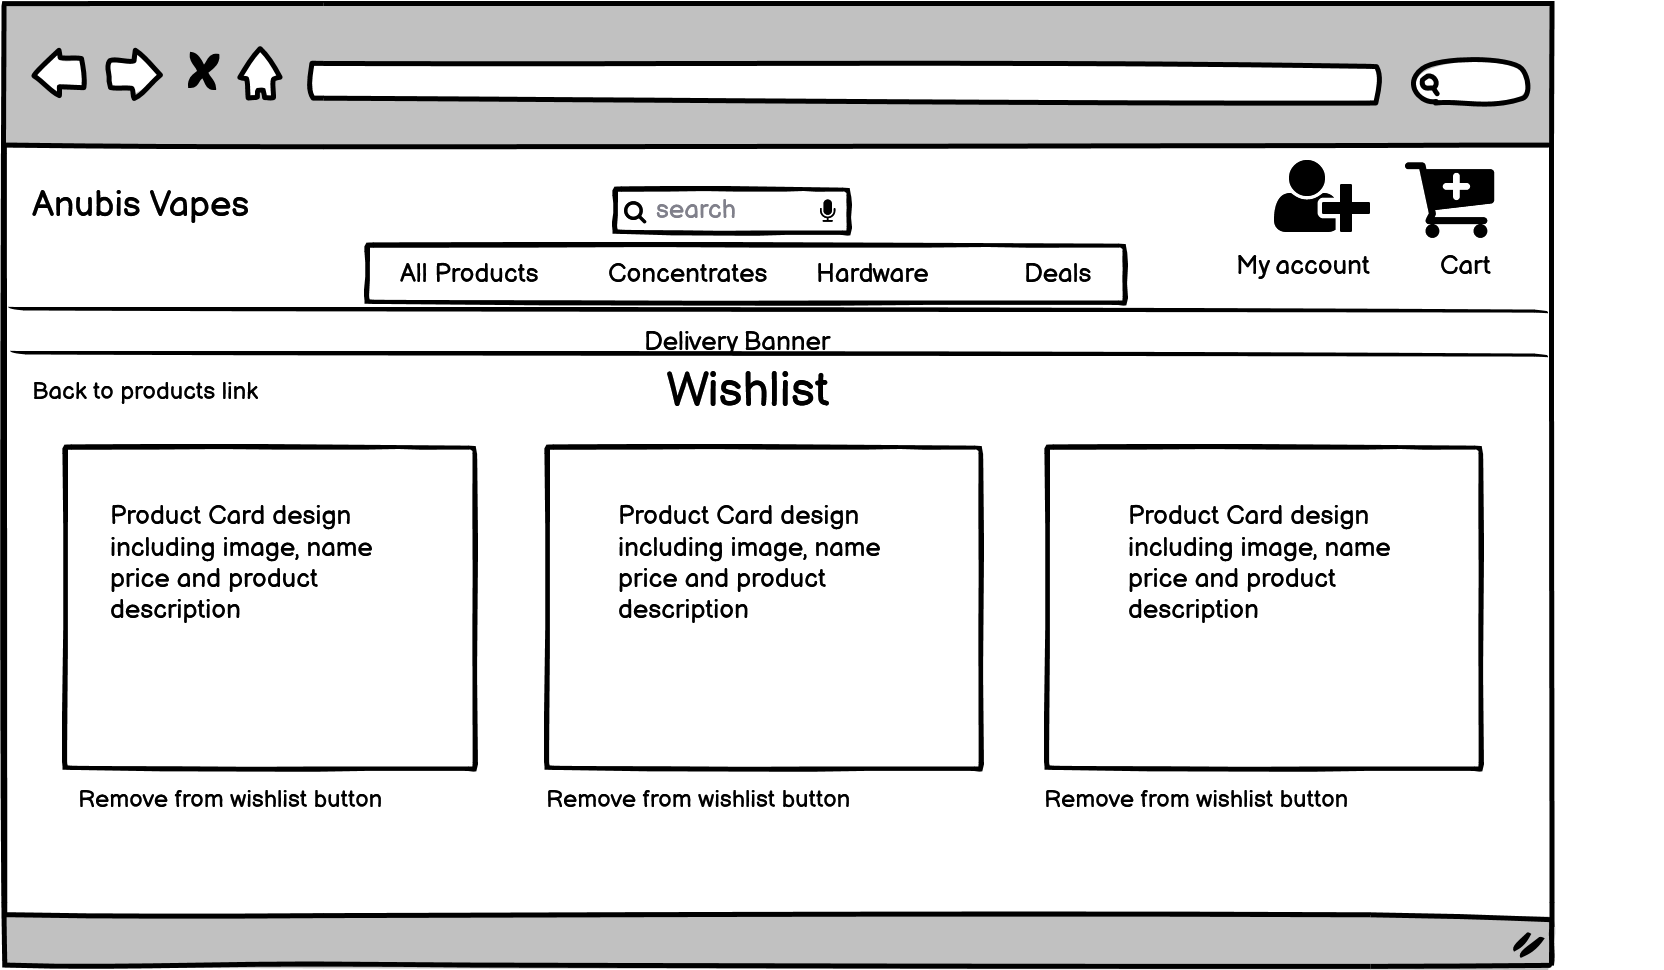 Anubis Vapes
search
My account
Cart
All Products
Concentrates
Hardware
Deals
Delivery Banner
Back to products link
Wishlist
Product Card design
including image, name
price and product
description
Product Card design
including image, name
price and product
description
Product Card design
including image, name
price and product
description
Remove from wishlist button
Remove from wishlist button
Remove from wishlist button